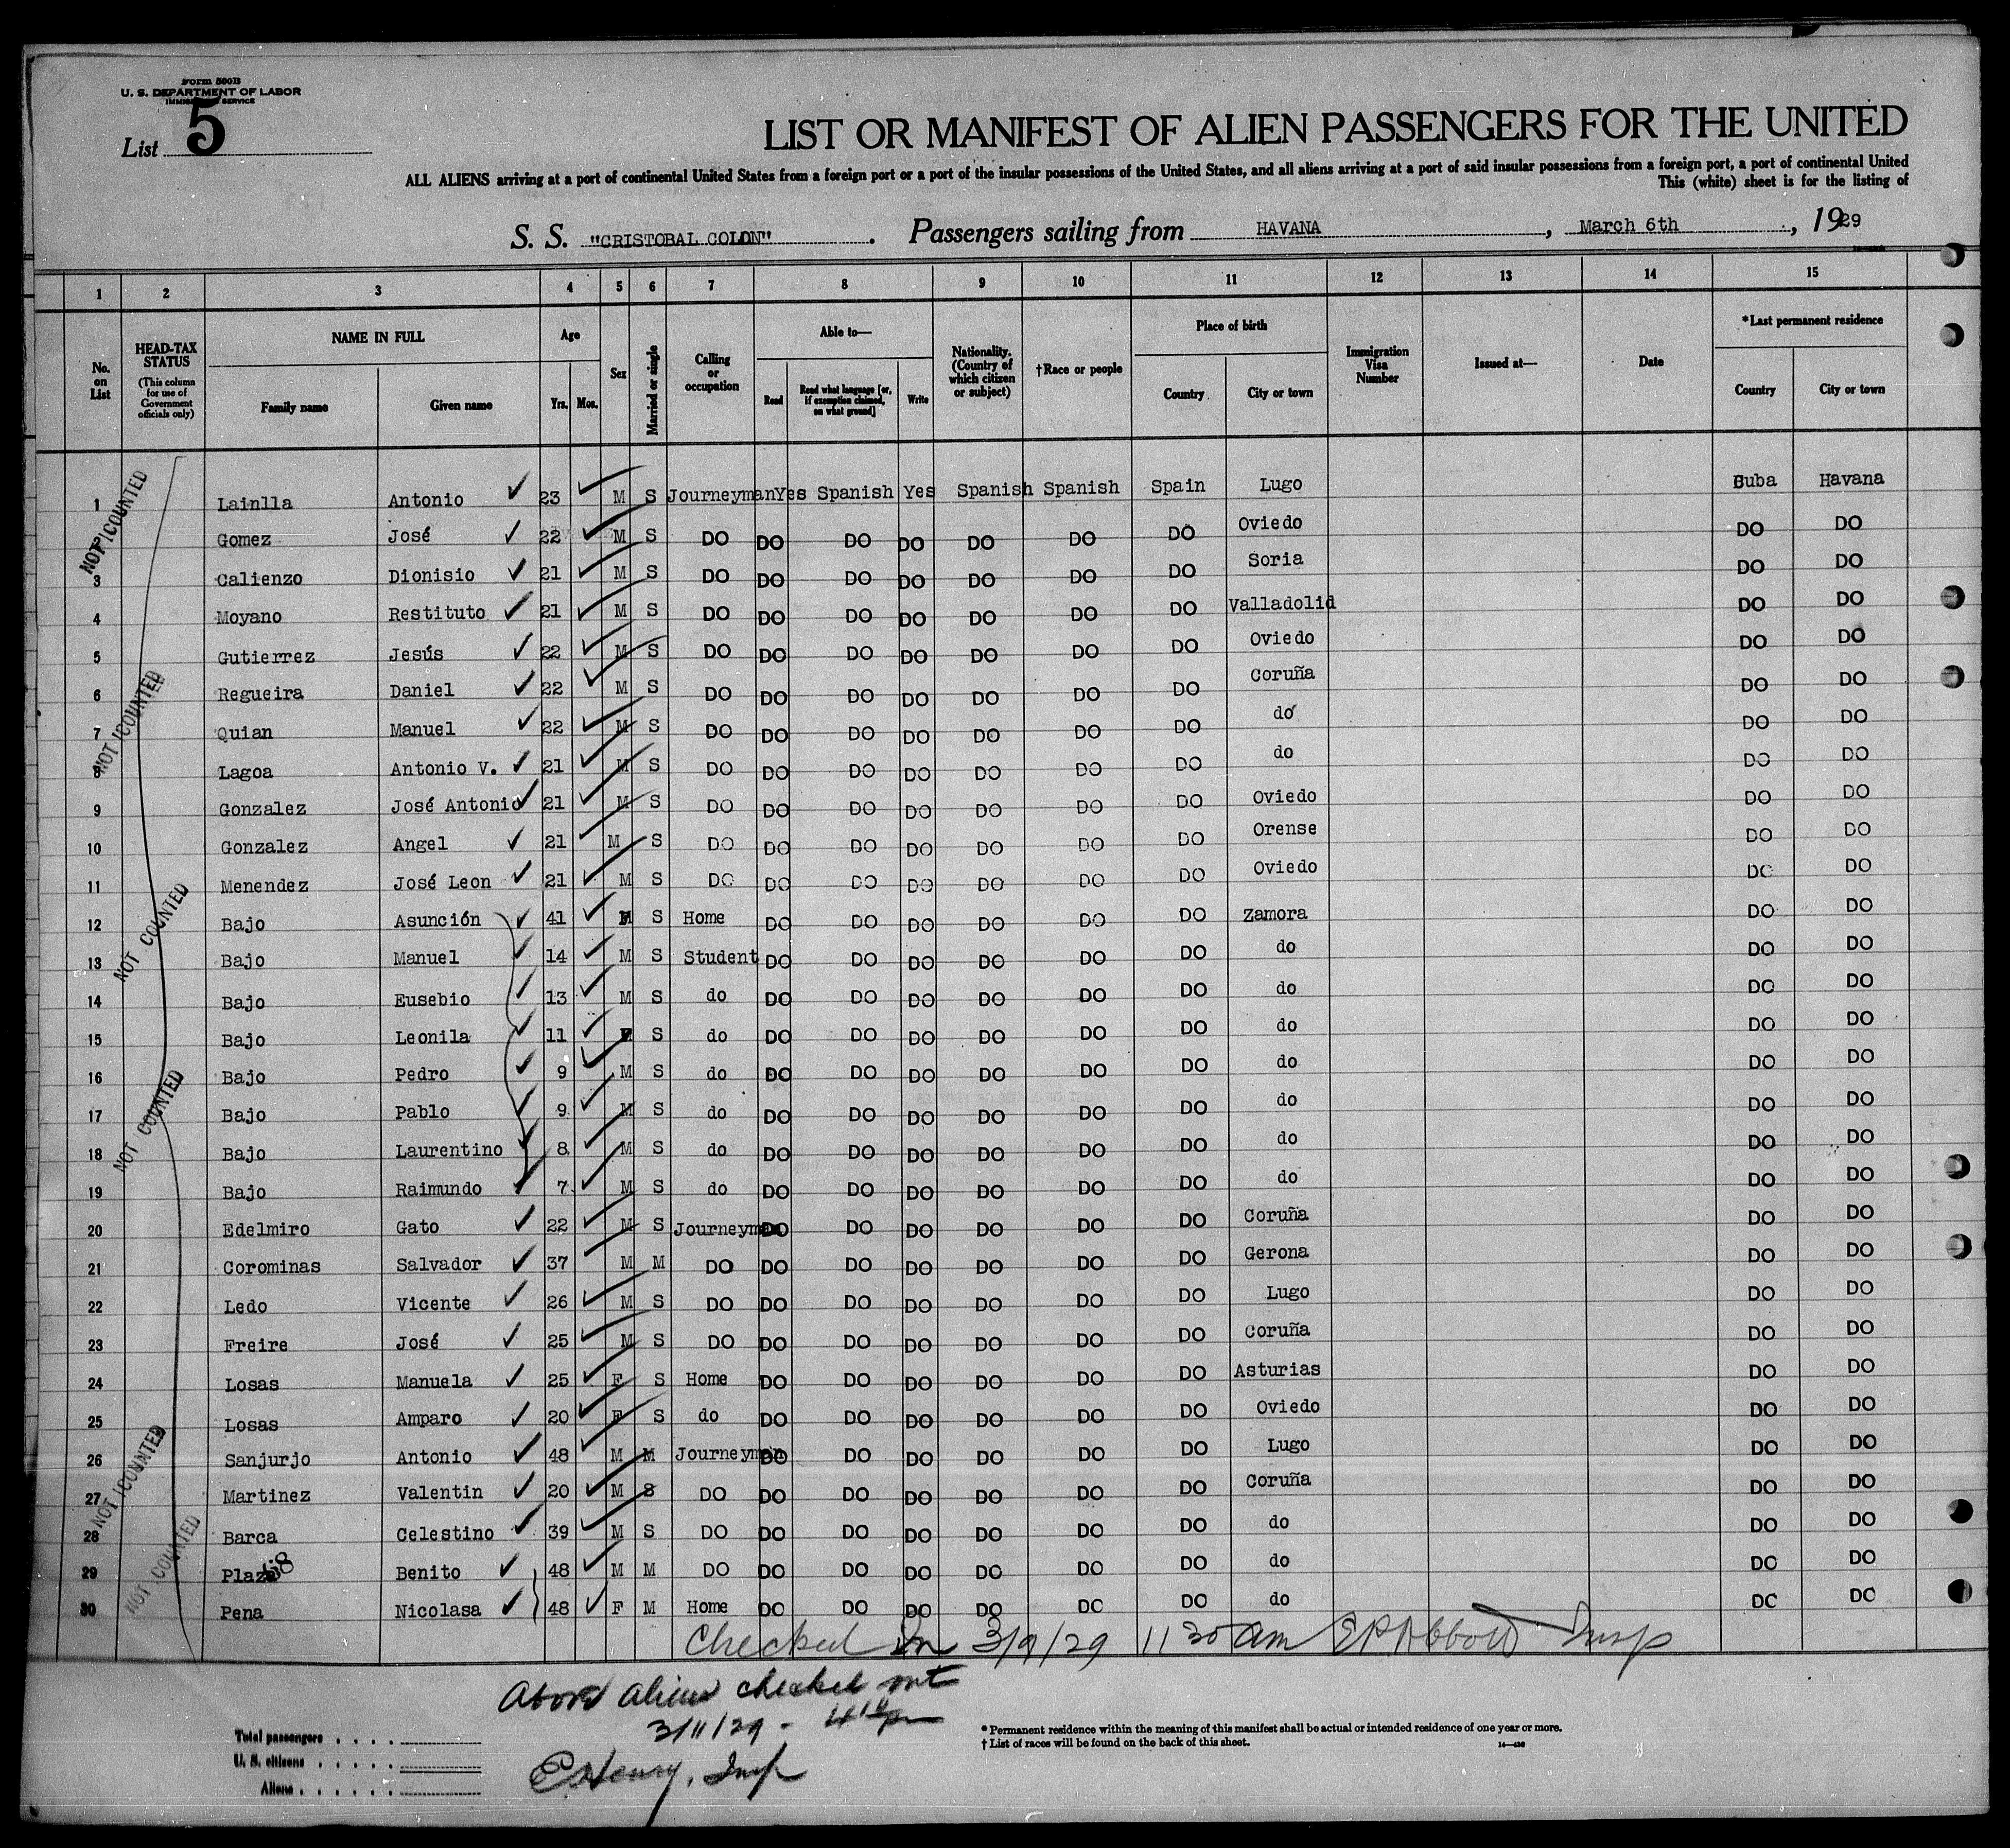 Form 500B
U. S. DEPARTMENT OF LABOR
IMMIGRATION SERVICE
List 5
LIST OR MANIFEST OF ALIEN PASSENGERS FOR THE UNITED
ALL ALIENS arriving at a port of continental United States from a foreign port or a port of the insular possessions of the United States, and all aliens arriving at a port of said insular possessions from a foreign port, a port of continental United
This (white) sheet is for the listing of
S. S. "CRISTOBAL COLON" . Passengers sailing from HAVANA , March 6th , 1929
1 2 3 4 5 6 7 8 9 10 11 12 13 14 15
No. on List
HEAD-TAX STATUS (This column for use of Government officials only)
NAME IN FULL Family name Given name
Age Yrs. Mos.
Sex
Married or single
Calling or occupation
Able to— Read Read what language [or, if exemption claimed, on what ground] Write
Nationality. (Country of which citizen or subject)
†Race or people
Place of birth Country City or town
Immigration Visa Number
Issued at—
Date
*Last permanent residence Country City or town
1 Lainlla Antonio 23 M S Journeyman Yes Spanish Yes Spanish Spanish Spain Lugo Cuba Havana
2 Gomez José 22 M S DO DO DO DO DO DO DO Oviedo DO DO
3 Calienzo Dionisio 21 M S DO DO DO DO DO DO DO Soria DO DO
4 Moyano Restituto 21 M S DO DO DO DO DO DO DO Valladolid DO DO
5 Gutierrez Jesús 22 M S DO DO DO DO DO DO DO Oviedo DO DO
6 Regueira Daniel 22 M S DO DO DO DO DO DO DO Coruña DO DO
7 Quian Manuel 22 M S DO DO DO DO DO DO DO do DO DO
8 Lagoa Antonio V. 21 M S DO DO DO DO DO DO DO do DO DO
9 Gonzalez José Antonio 21 M S DO DO DO DO DO DO DO Oviedo DO DO
10 Gonzalez Angel 21 M S DO DO DO DO DO DO DO Orense DO DO
11 Menendez José Leon 21 M S DO DO DO DO DO DO DO Oviedo DO DO
12 Bajo Asunción 41 S Home DO DO DO DO DO DO Zamora DO DO
13 Bajo Manuel 14 M S Student DO DO DO DO DO DO do DO DO
14 Bajo Eusebio 13 M S do DO DO DO DO DO DO do DO DO
15 Bajo Leonila 11 F S do DO DO DO DO DO DO do DO DO
16 Bajo Pedro 9 M S do DO DO DO DO DO DO do DO DO
17 Bajo Pablo 9 M S do DO DO DO DO DO DO do DO DO
18 Bajo Laurentino 8 M S do DO DO DO DO DO DO do DO DO
19 Bajo Raimundo 7 M S do DO DO DO DO DO DO do DO DO
20 Edelmiro Gato 22 M S Journeyman DO DO DO DO DO DO Coruña DO DO
21 Corominas Salvador 37 M M DO DO DO DO DO DO DO Gerona DO DO
22 Ledo Vicente 26 M S DO DO DO DO DO DO DO Lugo DO DO
23 Freire José 25 M S DO DO DO DO DO DO DO Coruña DO DO
24 Losas Manuela 25 F S Home DO DO DO DO DO DO Asturias DO DO
25 Losas Amparo 20 F S do DO DO DO DO DO DO Oviedo DO DO
26 Sanjurjo Antonio 48 M M Journeyman DO DO DO DO DO DO Lugo DO DO
27 Martinez Valentin 20 M S DO DO DO DO DO DO DO Coruña DO DO
28 Barca Celestino 39 M S DO DO DO DO DO DO DO do DO DO
29 Plaza 68 Benito 48 M M DO DO DO DO DO DO DO do DO DO
30 Pena Nicolasa 48 F M Home DO DO DO DO DO DO do DO DO
NOT COUNTED
NOT COUNTED
NOT COUNTED
NOT COUNTED
NOT COUNTED
NOT COUNTED
Checked In 3/9/29 11 30 am E P Abbott Insp
Above aliens checked out
3/11/29 - 4 10 pm
E Henry, Insp
Total passengers
U. S. citizens
Aliens
* Permanent residence within the meaning of this manifest shall be actual or intended residence of one year or more.
† List of races will be found on the back of this sheet.